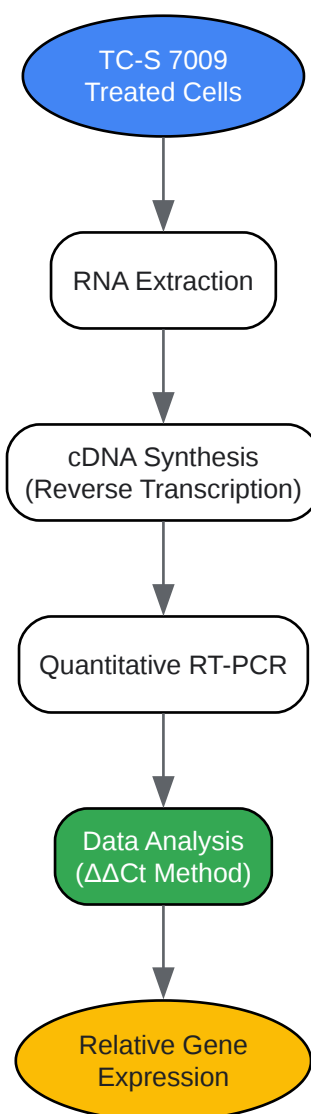 TC-S 7009
Treated Cells
RNA Extraction
cDNA Synthesis
(Reverse Transcription)
Quantitative RT-PCR
Data Analysis
(ΔΔCt Method)
Relative Gene
Expression